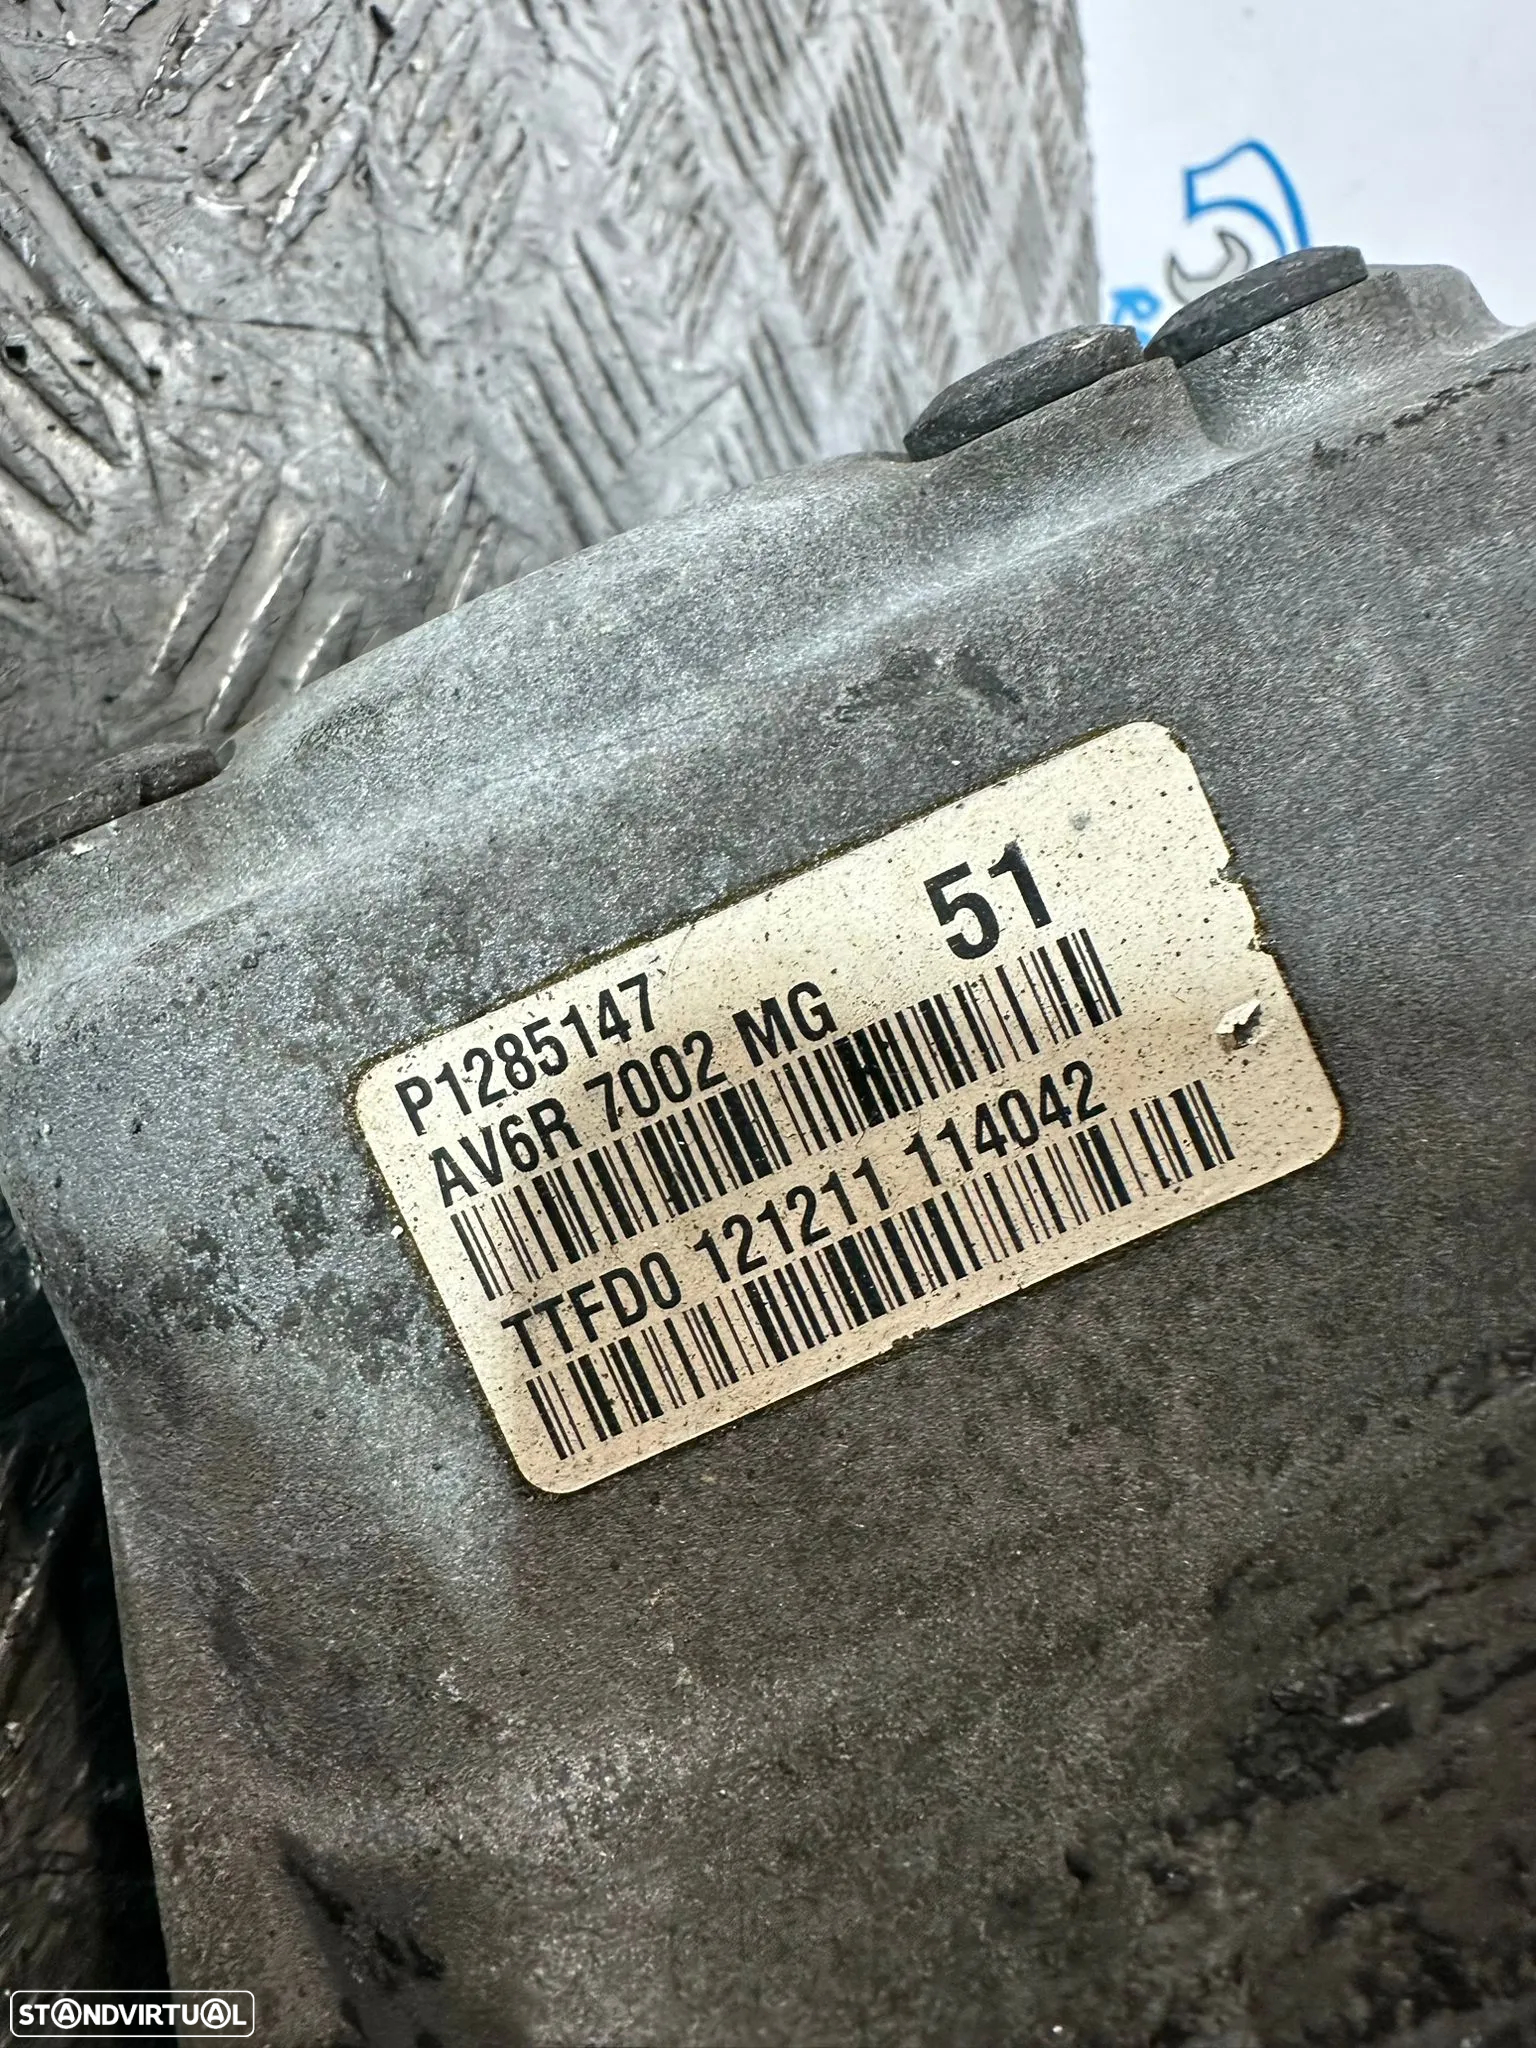 51
P1285147
AV6R 7002 MG
TTFD0 121211 114042
STANDVIRTUAL